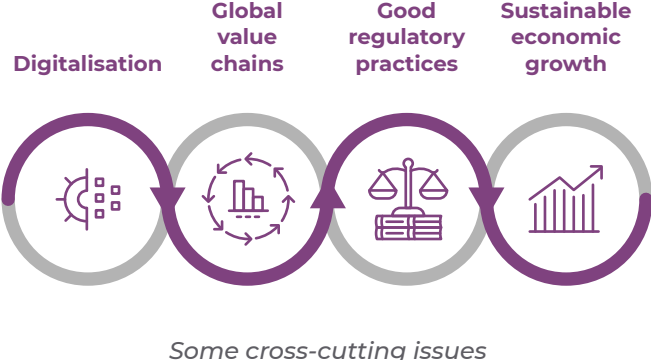 Digitalisation
Global
value
chains
Good
regulatory
practices
Sustainable
economic
growth
Some cross-cutting issues